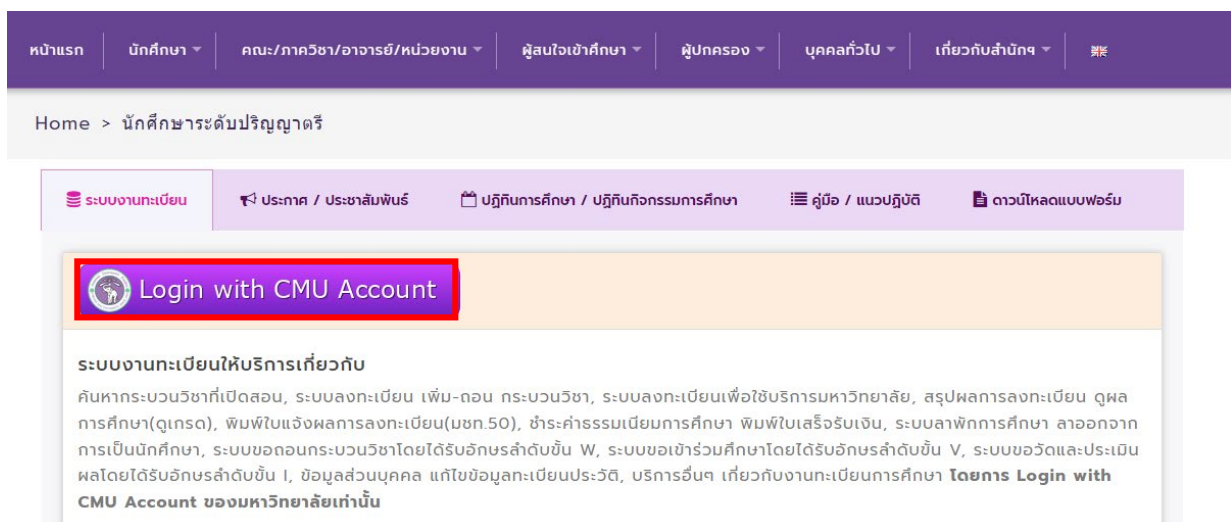 หน้าแรก นักศึกษา คณะ/ภาควิชา/อาจารย์/หน่วยงาน ผู้สนใจเข้าศึกษา ผู้ปกครอง บุคคลทั่วไป เกี่ยวกับสำนักฯ
Home > นักศึกษาระดับปริญญาตรี
ระบบงานทะเบียน ประกาศ / ประชาสัมพันธ์ ปฏิทินการศึกษา / ปฏิทินกิจกรรมการศึกษา คู่มือ / แนวปฏิบัติ ดาวน์โหลดแบบฟอร์ม
Login with CMU Account
ระบบงานทะเบียนให้บริการเกี่ยวกับ
ค้นหากระบวนวิชาที่เปิดสอน, ระบบลงทะเบียน เพิ่ม-ถอน กระบวนวิชา, ระบบลงทะเบียนเพื่อใช้บริการมหาวิทยาลัย, สรุปผลการลงทะเบียน ดูผล
การศึกษา(ดูเกรด), พิมพ์ใบแจ้งผลการลงทะเบียน(มชท.50), ชำระค่าธรรมเนียมการศึกษา พิมพ์ใบเสร็จรับเงิน, ระบบลาพักการศึกษา ลาออกจาก
การเป็นนักศึกษา, ระบบขอถอนกระบวนวิชาโดยได้รับอักษรลำดับขั้น W, ระบบขอเข้าร่วมศึกษาโดยได้รับอักษรลำดับขั้น V, ระบบขอวัดและประเมิน
ผลโดยได้รับอักษรลำดับขั้น I, ข้อมูลส่วนบุคคล แก้ไขข้อมูลทะเบียนประวัติ, บริการอื่นๆ เกี่ยวกับงานทะเบียนการศึกษา โดยการ Login with
CMU Account ของมหาวิทยาลัยเท่านั้น